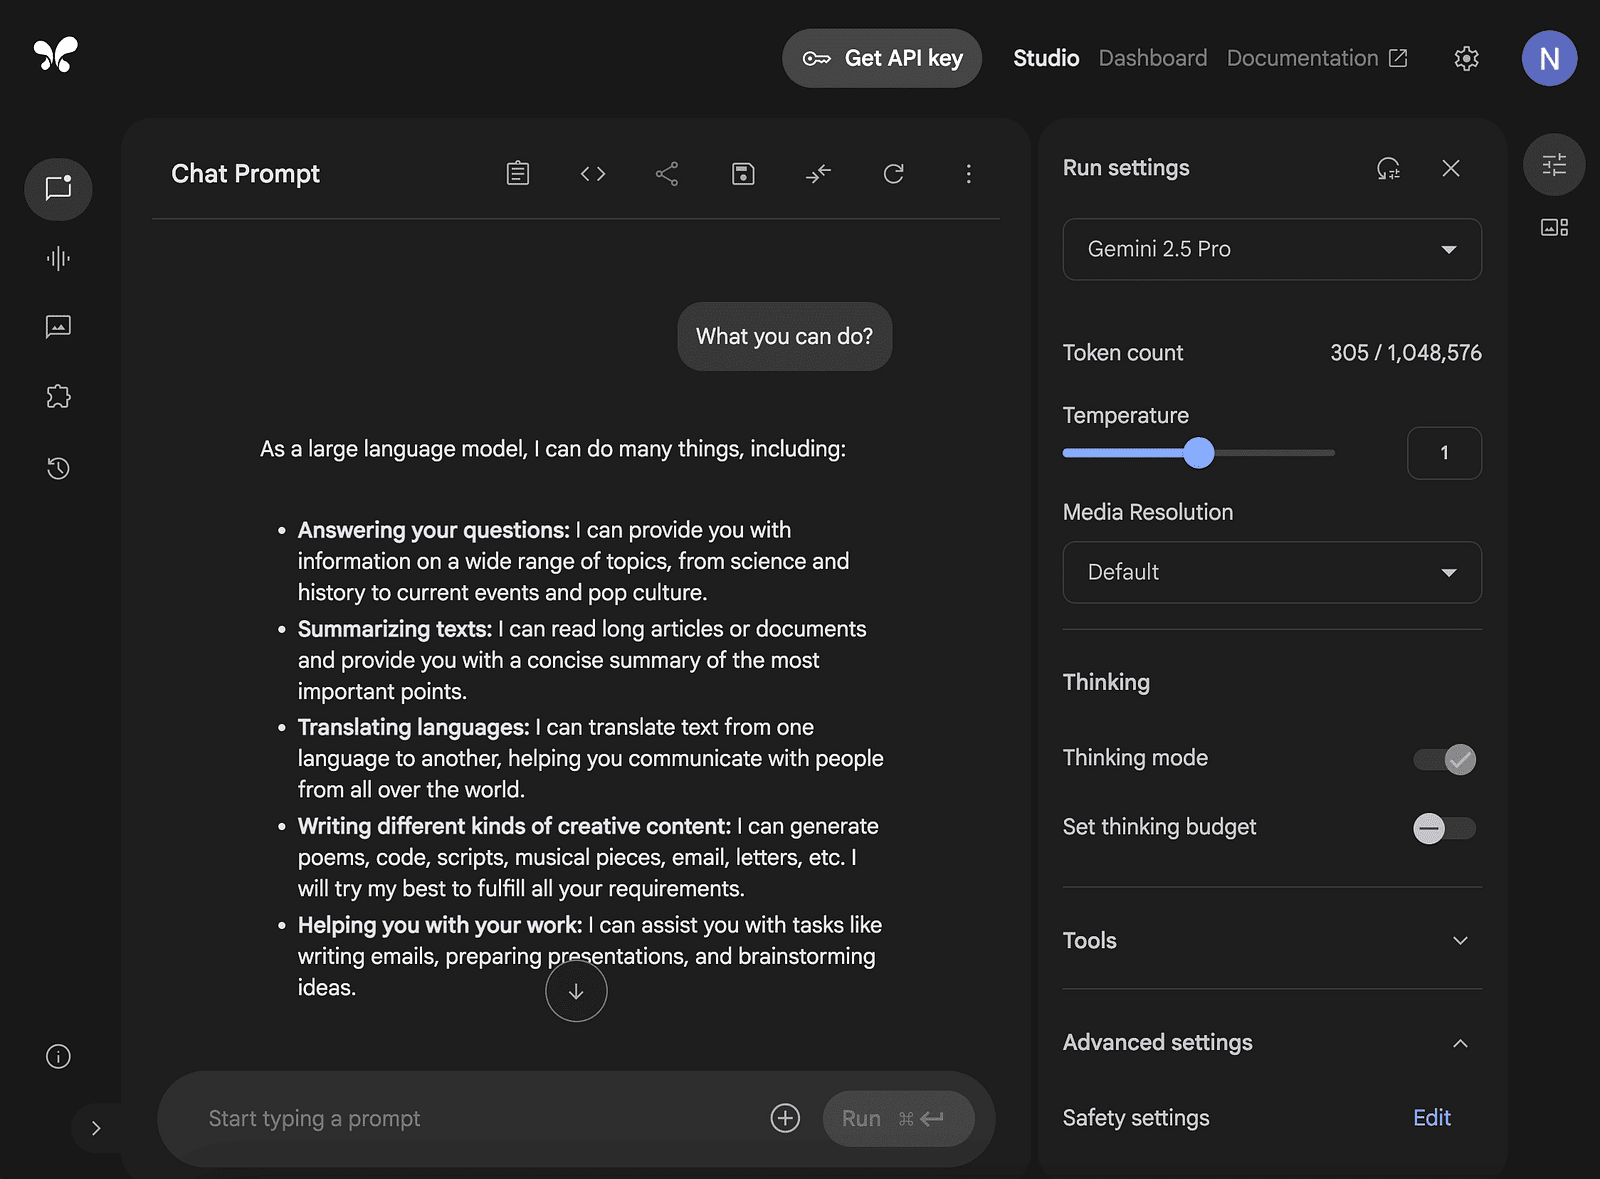 Get API key
Studio
Dashboard
Documentation
N
Chat Prompt
What you can do?
As a large language model, I can do many things, including:
• Answering your questions: I can provide you with
information on a wide range of topics, from science and
history to current events and pop culture.
• Summarizing texts: I can read long articles or documents
and provide you with a concise summary of the most
important points.
• Translating languages: I can translate text from one
language to another, helping you communicate with people
from all over the world.
• Writing different kinds of creative content: I can generate
poems, code, scripts, musical pieces, email, letters, etc. I
will try my best to fulfill all your requirements.
• Helping you with your work: I can assist you with tasks like
writing emails, preparing presentations, and brainstorming
ideas.
Start typing a prompt
Run ⌘
Run settings
Gemini 2.5 Pro
Token count 305 / 1,048,576
Temperature
1
Media Resolution
Default
Thinking
Thinking mode
Set thinking budget
Tools
Advanced settings
Safety settings Edit